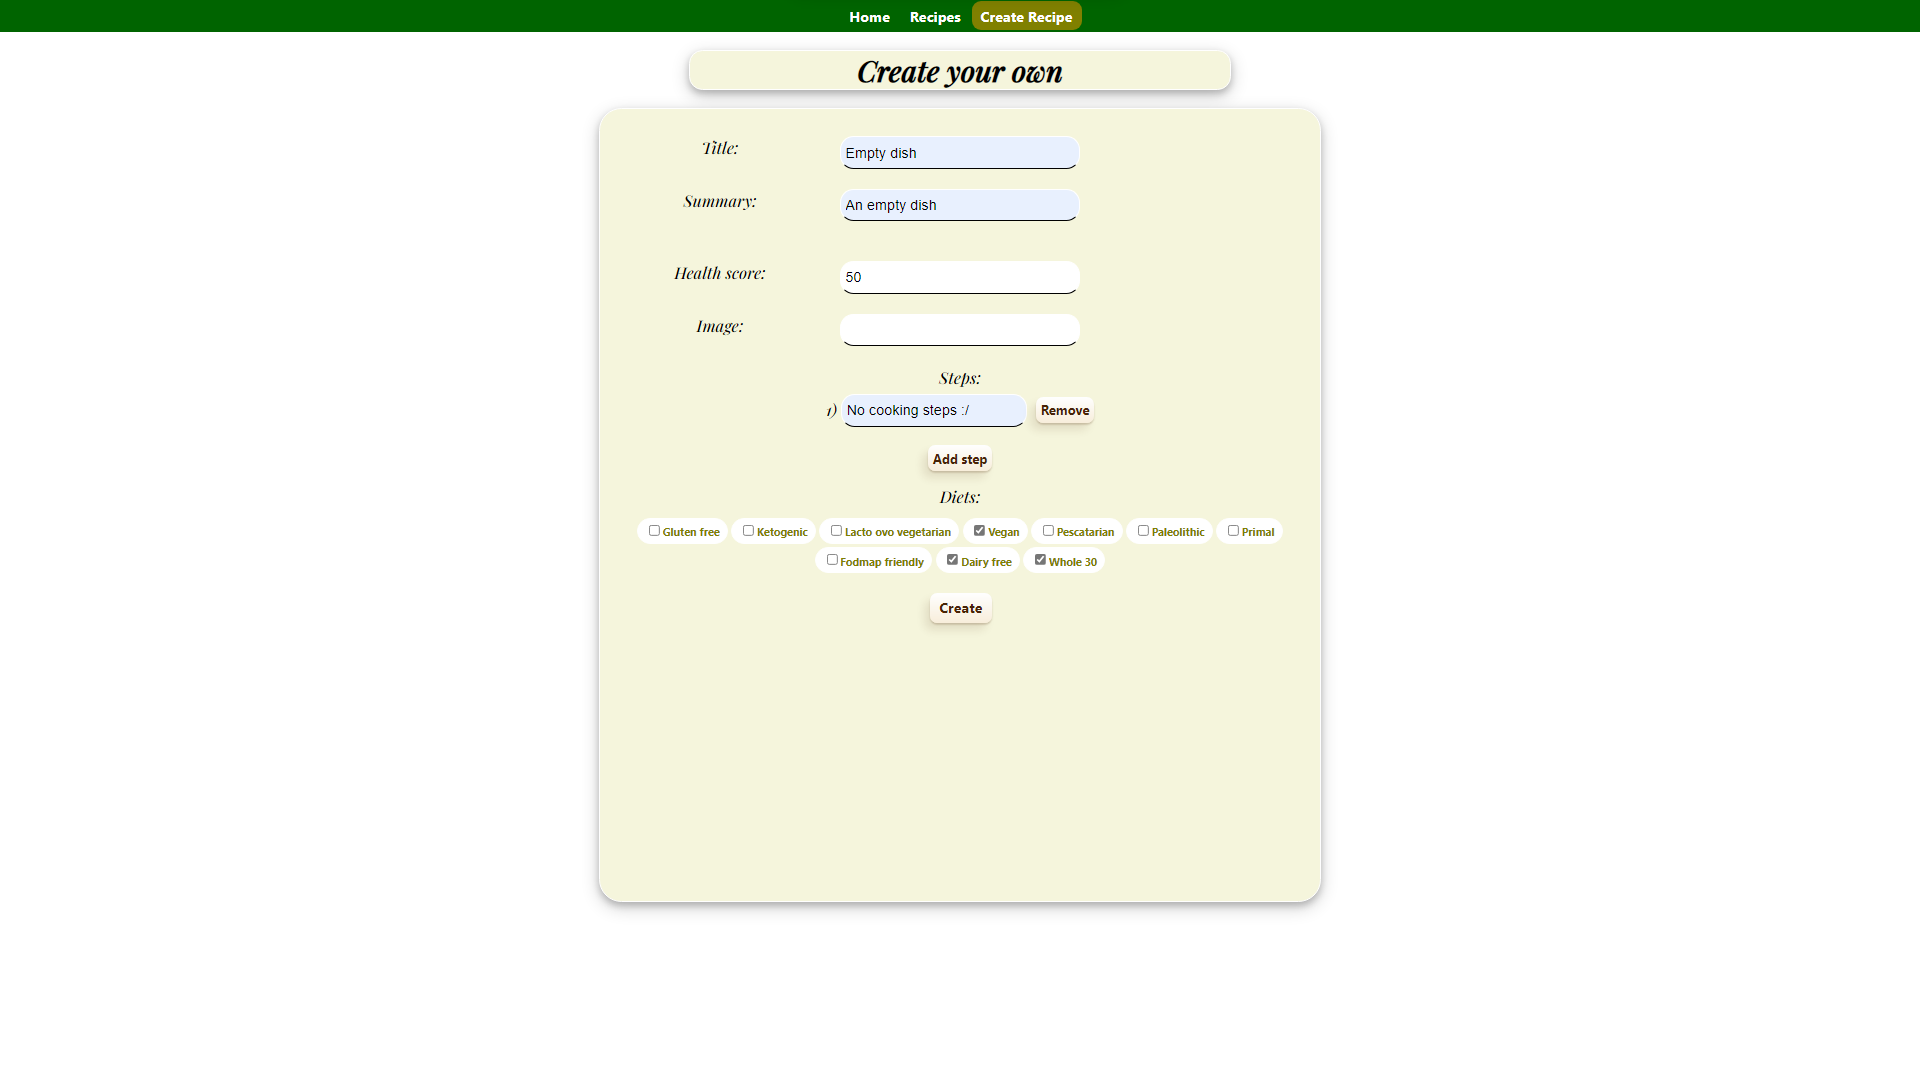 Home Recipes Create Recipe
Create your own
Title: Empty dish
Summary: An empty dish
Health score: 50
Image:
Steps:
1) No cooking steps :/ Remove
Add step
Diets:
Gluten free Ketogenic Lacto ovo vegetarian Vegan Pescatarian Paleolithic Primal
Fodmap friendly Dairy free Whole 30
Create